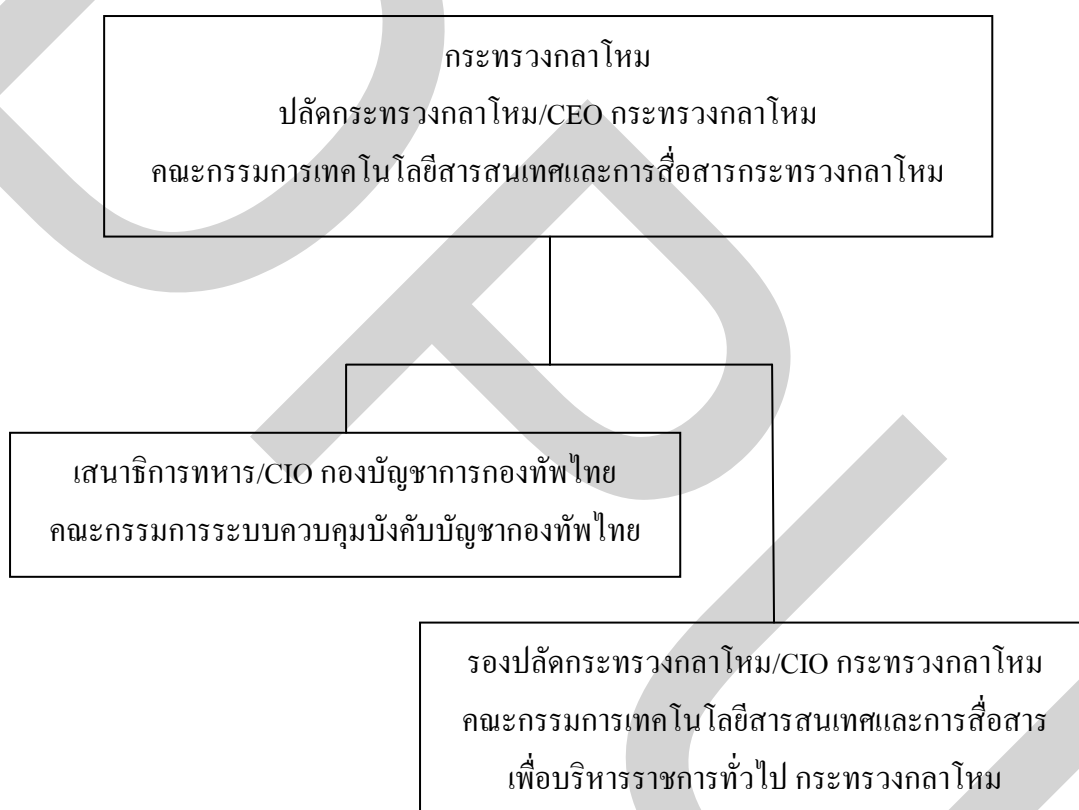 กระทรวงกลาโหม
ปลัดกระทรวงกลาโหม/CEO กระทรวงกลาโหม
คณะกรรมการเทคโนโลยีสารสนเทศและการสื่อสารกระทรวงกลาโหม
เสนาธิการทหาร/CIO กองบัญชาการกองทัพไทย
คณะกรรมการระบบควบคุมบังคับบัญชากองทัพไทย
รองปลัดกระทรวงกลาโหม/CIO กระทรวงกลาโหม
คณะกรรมการเทคโนโลยีสารสนเทศและการสื่อสาร
เพื่อบริหารราชการทั่วไป กระทรวงกลาโหม